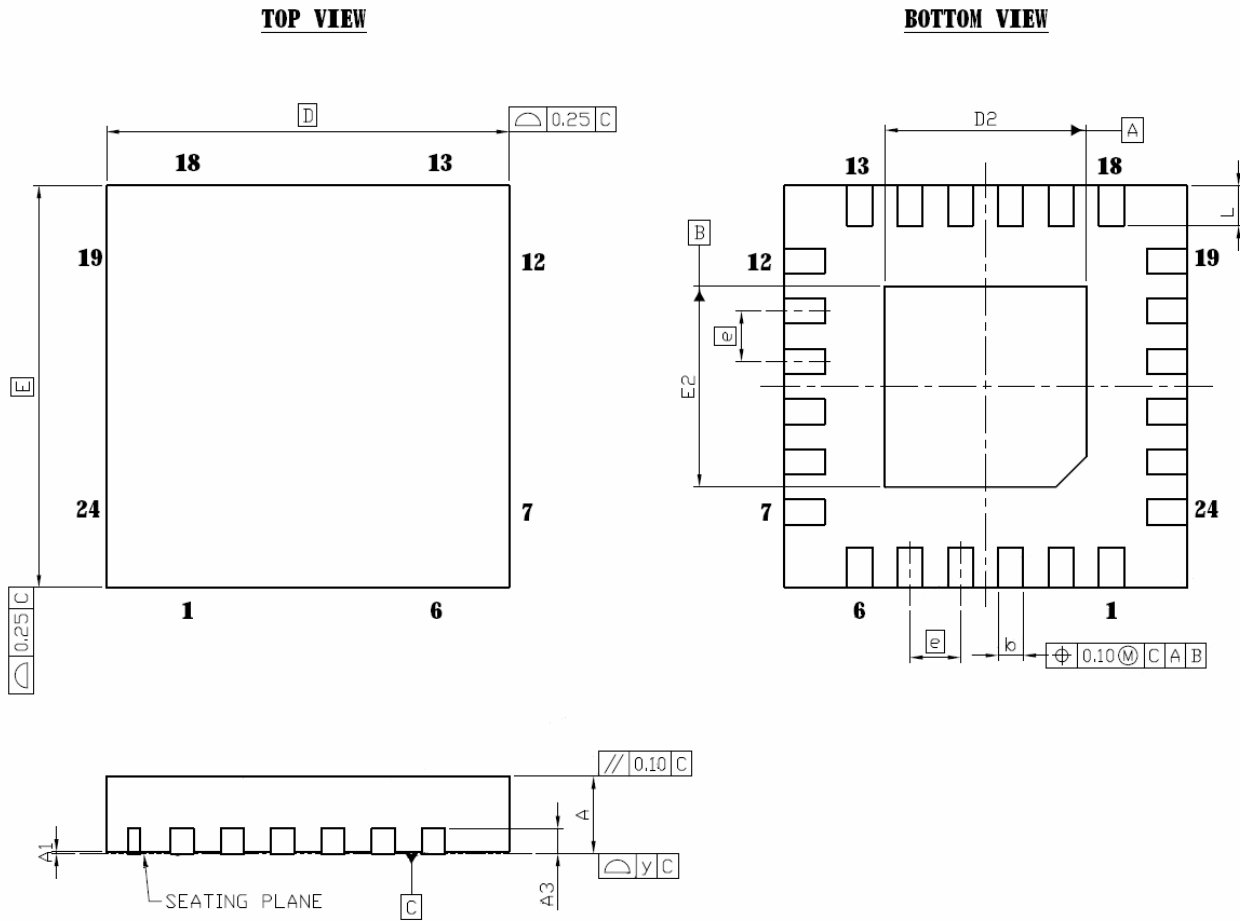 TOP VIEW
BOTTOM VIEW
D
0.25 C
D2
A
18 13
13 18
L
B
19
12
12
19
e
E
E2
24
7
7
24
1 6
6 1
0.25 C
e
b
0.10 Ⓜ C A B
// 0.10 C
A
A1
A3
y C
SEATING PLANE
C